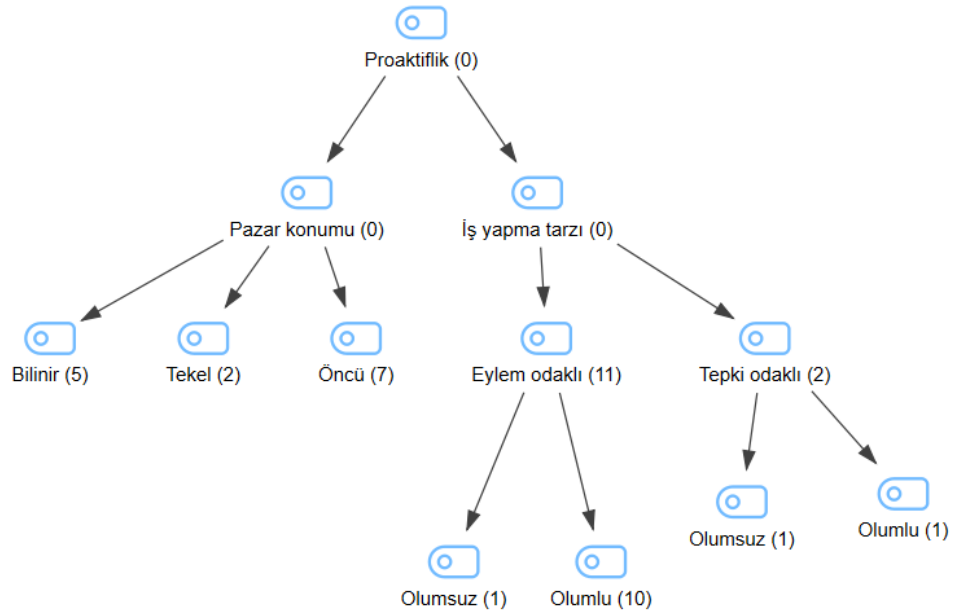 Proaktiflik (0)
Pazar konumu (0)
İş yapma tarzı (0)
Bilinir (5)
Tekel (2)
Öncü (7)
Eylem odaklı (11)
Tepki odaklı (2)
Olumsuz (1)
Olumlu (1)
Olumsuz (1)
Olumlu (10)